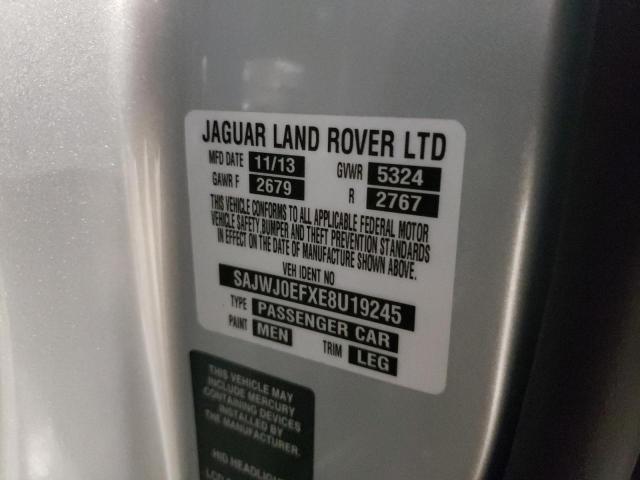 JAGUAR LAND ROVER LTD
MFD DATE 11/13 GVWR 5324
GAWR F 2679 R 2767
THIS VEHICLE CONFORMS TO ALL APPLICABLE FEDERAL MOTOR
VEHICLE SAFETY, BUMPER AND THEFT PREVENTION STANDARDS
IN EFFECT ON THE DATE OF MANUFACTURE SHOWN ABOVE.
VEH IDENT NO
SAJWJ0EFXE8U19245
TYPE PASSENGER CAR
PAINT MEN TRIM LEG
THIS VEHICLE MAY
INCLUDE MERCURY
CONTAINING DEVICES
INSTALLED BY
THE MANUFACTURER.
HID HEADLIGH